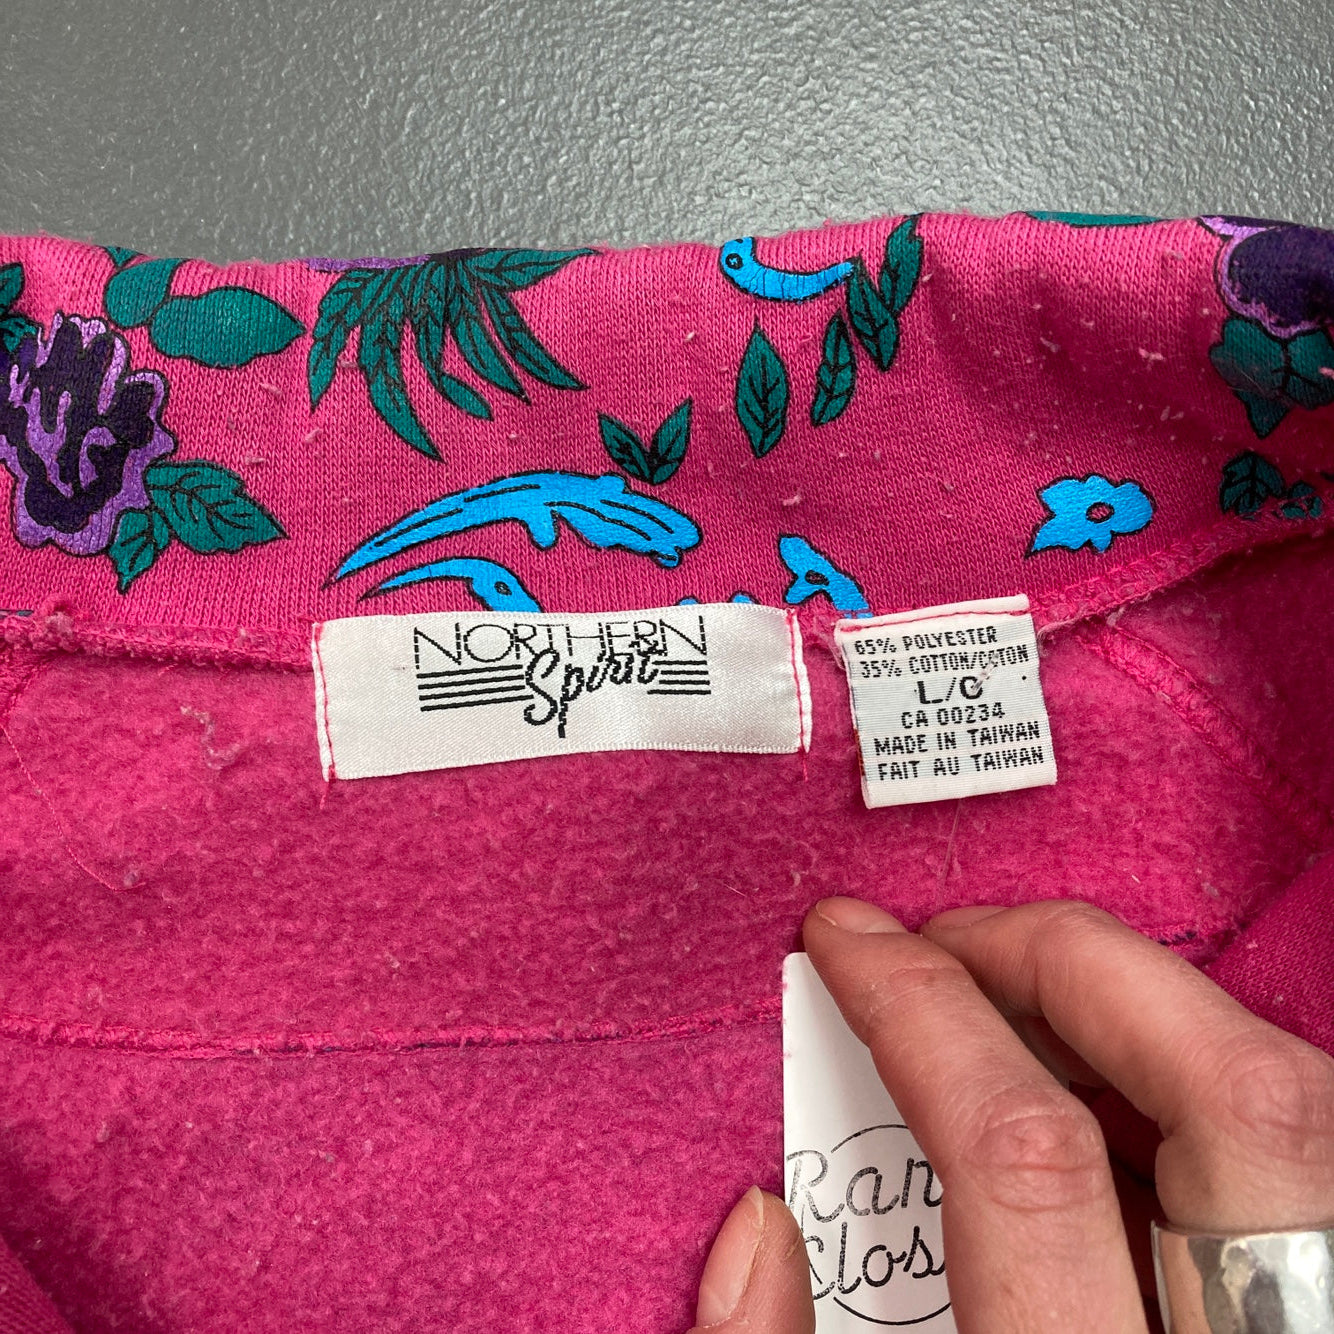 NORTHERN
Spirit
65% POLYESTER
35% COTTON/COTON
L/G
CA 00234
MADE IN TAIWAN
FAIT AU TAIWAN